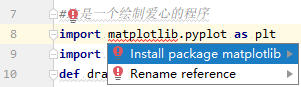 7 #这是一个绘制爱心的程序
8 import matplotlib.pyplot as plt
9 import
Install package matplotlib
10 def dra
Rename reference